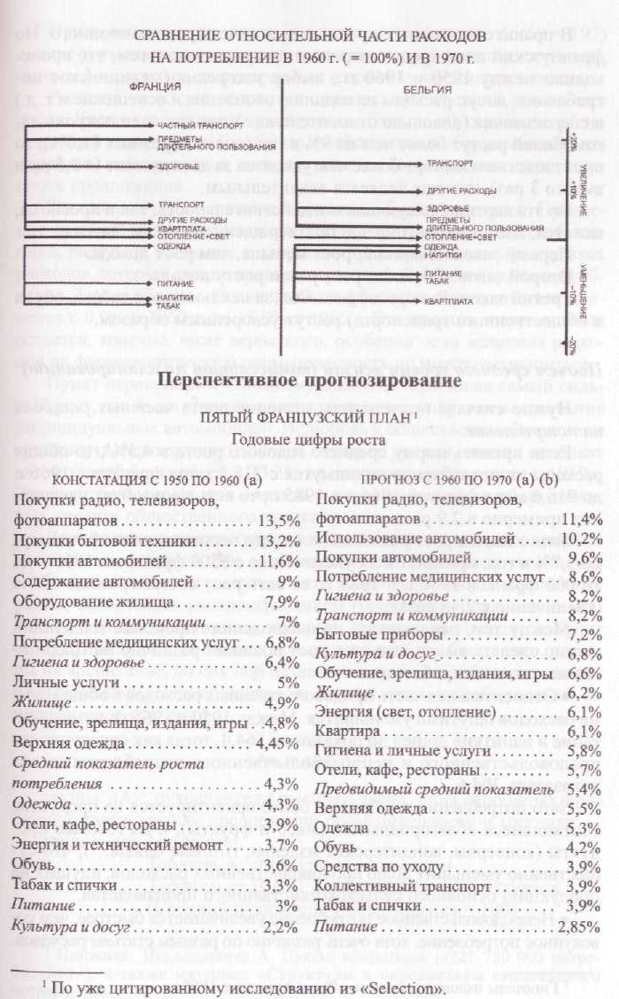 СРАВНЕНИЕ ОТНОСИТЕЛЬНОЙ ЧАСТИ РАСХОДОВ
НА ПОТРЕБЛЕНИЕ В 1960 г. ( = 100%) И В 1970 г.
ФРАНЦИЯ
ЧАСТНЫЙ ТРАНСПОРТ
ПРЕДМЕТЫ
ДЛИТЕЛЬНОГО ПОЛЬЗОВАНИЯ
ЗДОРОВЬЕ
ТРАНСПОРТ
ДРУГИЕ РАСХОДЫ
КВАРТПЛАТА
ОТОПЛЕНИЕ+СВЕТ
ОДЕЖДА
ПИТАНИЕ
НАПИТКИ
ТАБАК
БЕЛЬГИЯ
ТРАНСПОРТ
ДРУГИЕ РАСХОДЫ
ЗДОРОВЬЕ
ПРЕДМЕТЫ
ДЛИТЕЛЬНОГО ПОЛЬЗОВАНИЯ
ОТОПЛЕНИЕ+СВЕТ
ОДЕЖДА
НАПИТКИ
ПИТАНИЕ
ТАБАК
КВАРТПЛАТА
+20%
+10%
УВЕЛИЧЕНИЕ
−10%
УМЕНЬШЕНИЕ
−20%
Перспективное прогнозирование
ПЯТЫЙ ФРАНЦУЗСКИЙ ПЛАН ¹
Годовые цифры роста
КОНСТАТАЦИЯ С 1950 ПО 1960 (a)
Покупки радио, телевизоров,
фотоаппаратов . . . 13,5%
Покупки бытовой техники . . . 13,2%
Покупки автомобилей . . . 11,6%
Содержание автомобилей . . . 9%
Оборудование жилища . . . 7,9%
Транспорт и коммуникации . . . 7%
Потребление медицинских услуг . . 6,8%
Гигиена и здоровье . . . 6,4%
Личные услуги . . . 5%
Жилище . . . 4,9%
Обучение, зрелища, издания, игры . . 4,8%
Верхняя одежда . . . 4,45%
Средний показатель роста
потребления . . . 4,3%
Одежда . . . 4,3%
Отели, кафе, рестораны . . . 3,9%
Энергия и технический ремонт . . . 3,7%
Обувь . . . 3,6%
Табак и спички . . . 3,3%
Питание . . . 3%
Культура и досуг . . . 2,2%
ПРОГНОЗ С 1960 ПО 1970 (a) (b)
Покупки радио, телевизоров,
фотоаппаратов . . . 11,4%
Использование автомобилей . . . 10,2%
Покупки автомобилей . . . 9,6%
Потребление медицинских услуг . . 8,6%
Гигиена и здоровье . . . 8,2%
Транспорт и коммуникации . . . 8,2%
Бытовые приборы . . . 7,2%
Культура и досуг . . . 6,8%
Обучение, зрелища, издания, игры 6,6%
Жилище . . . 6,2%
Энергия (свет, отопление) . . . 6,1%
Квартплата . . . 6,1%
Гигиена и личные услуги . . . 5,8%
Отели, кафе, рестораны . . . 5,7%
Предвидимый средний показатель 5,4%
Верхняя одежда . . . 5,5%
Одежда . . . 5,3%
Обувь . . . 4,2%
Средства по уходу . . . 3,9%
Коллективный транспорт . . . 3,9%
Табак и спички . . . 3,9%
Питание . . . 2,85%
¹ По уже цитированному исследованию из «Selection».